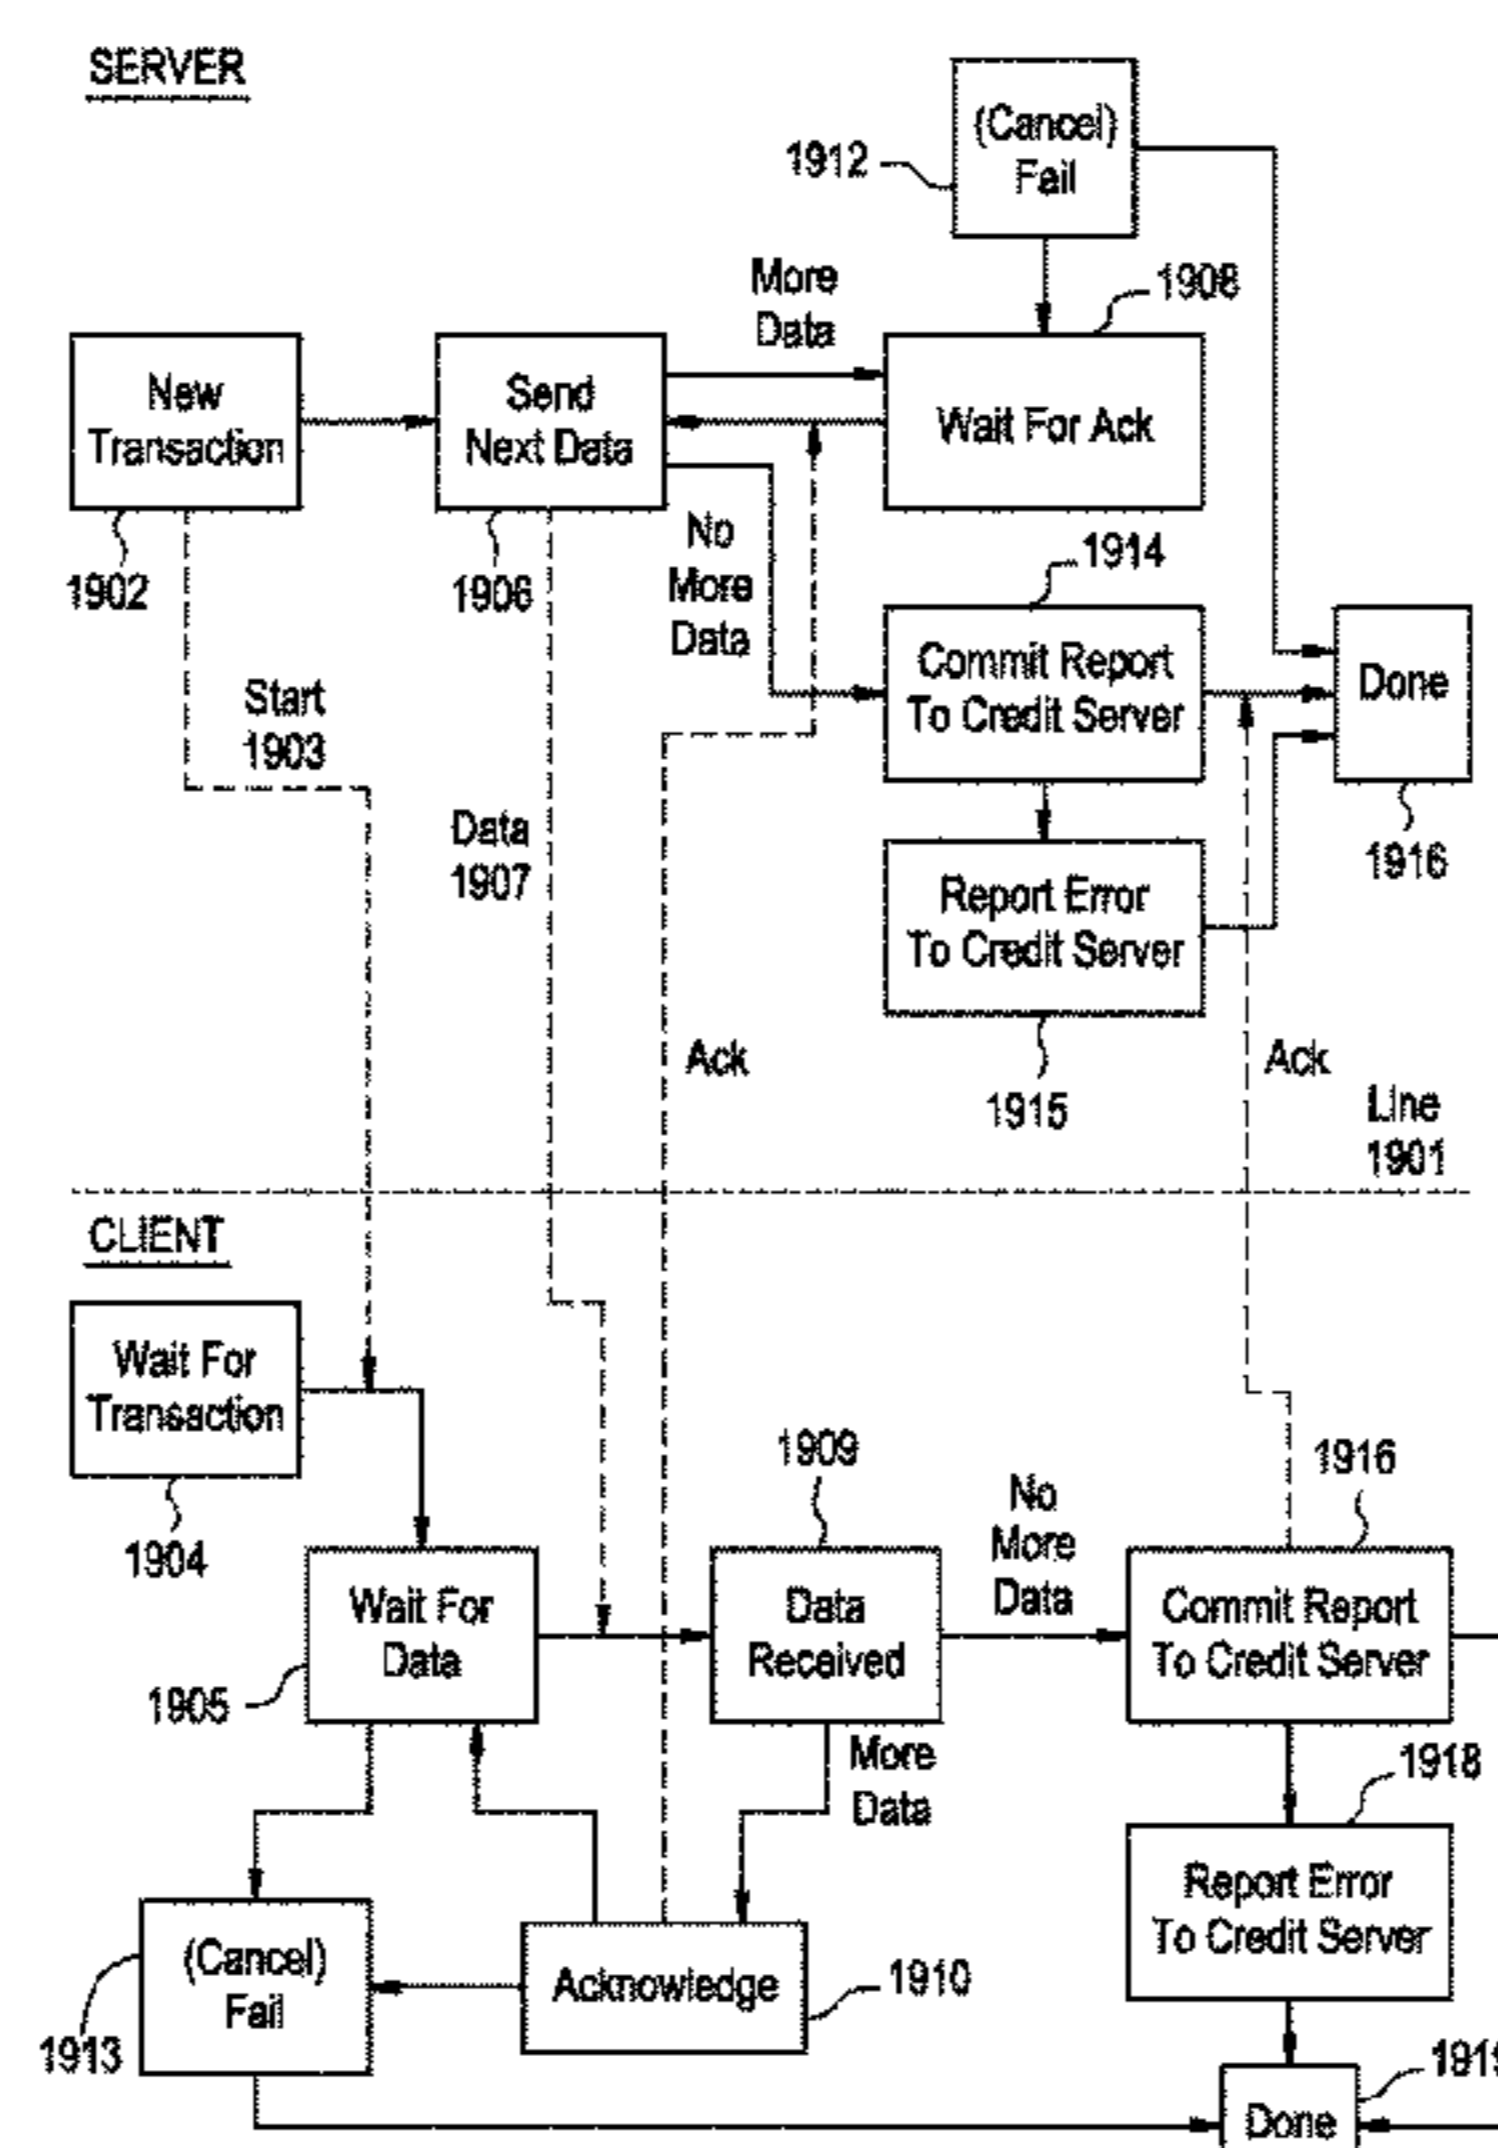 SERVER
(Cancel)
Fail
1912
More
Data
1908
New
Transaction
Send
Next Data
Wait For Ack
1902
1906
No
More
Data
1914
Start
1903
Commit Report
To Credit Server
Done
Data
1907
1916
Report Error
To Credit Server
Ack
1915
Ack
Line
1901
CLIENT
Wait For
Transaction
1904
1909
No
More
Data
1916
Wait For
Data
Data
Received
Commit Report
To Credit Server
1905
More
Data
1918
Report Error
To Credit Server
(Cancel)
Fail
Acknowledge
1910
1913
1919
Done